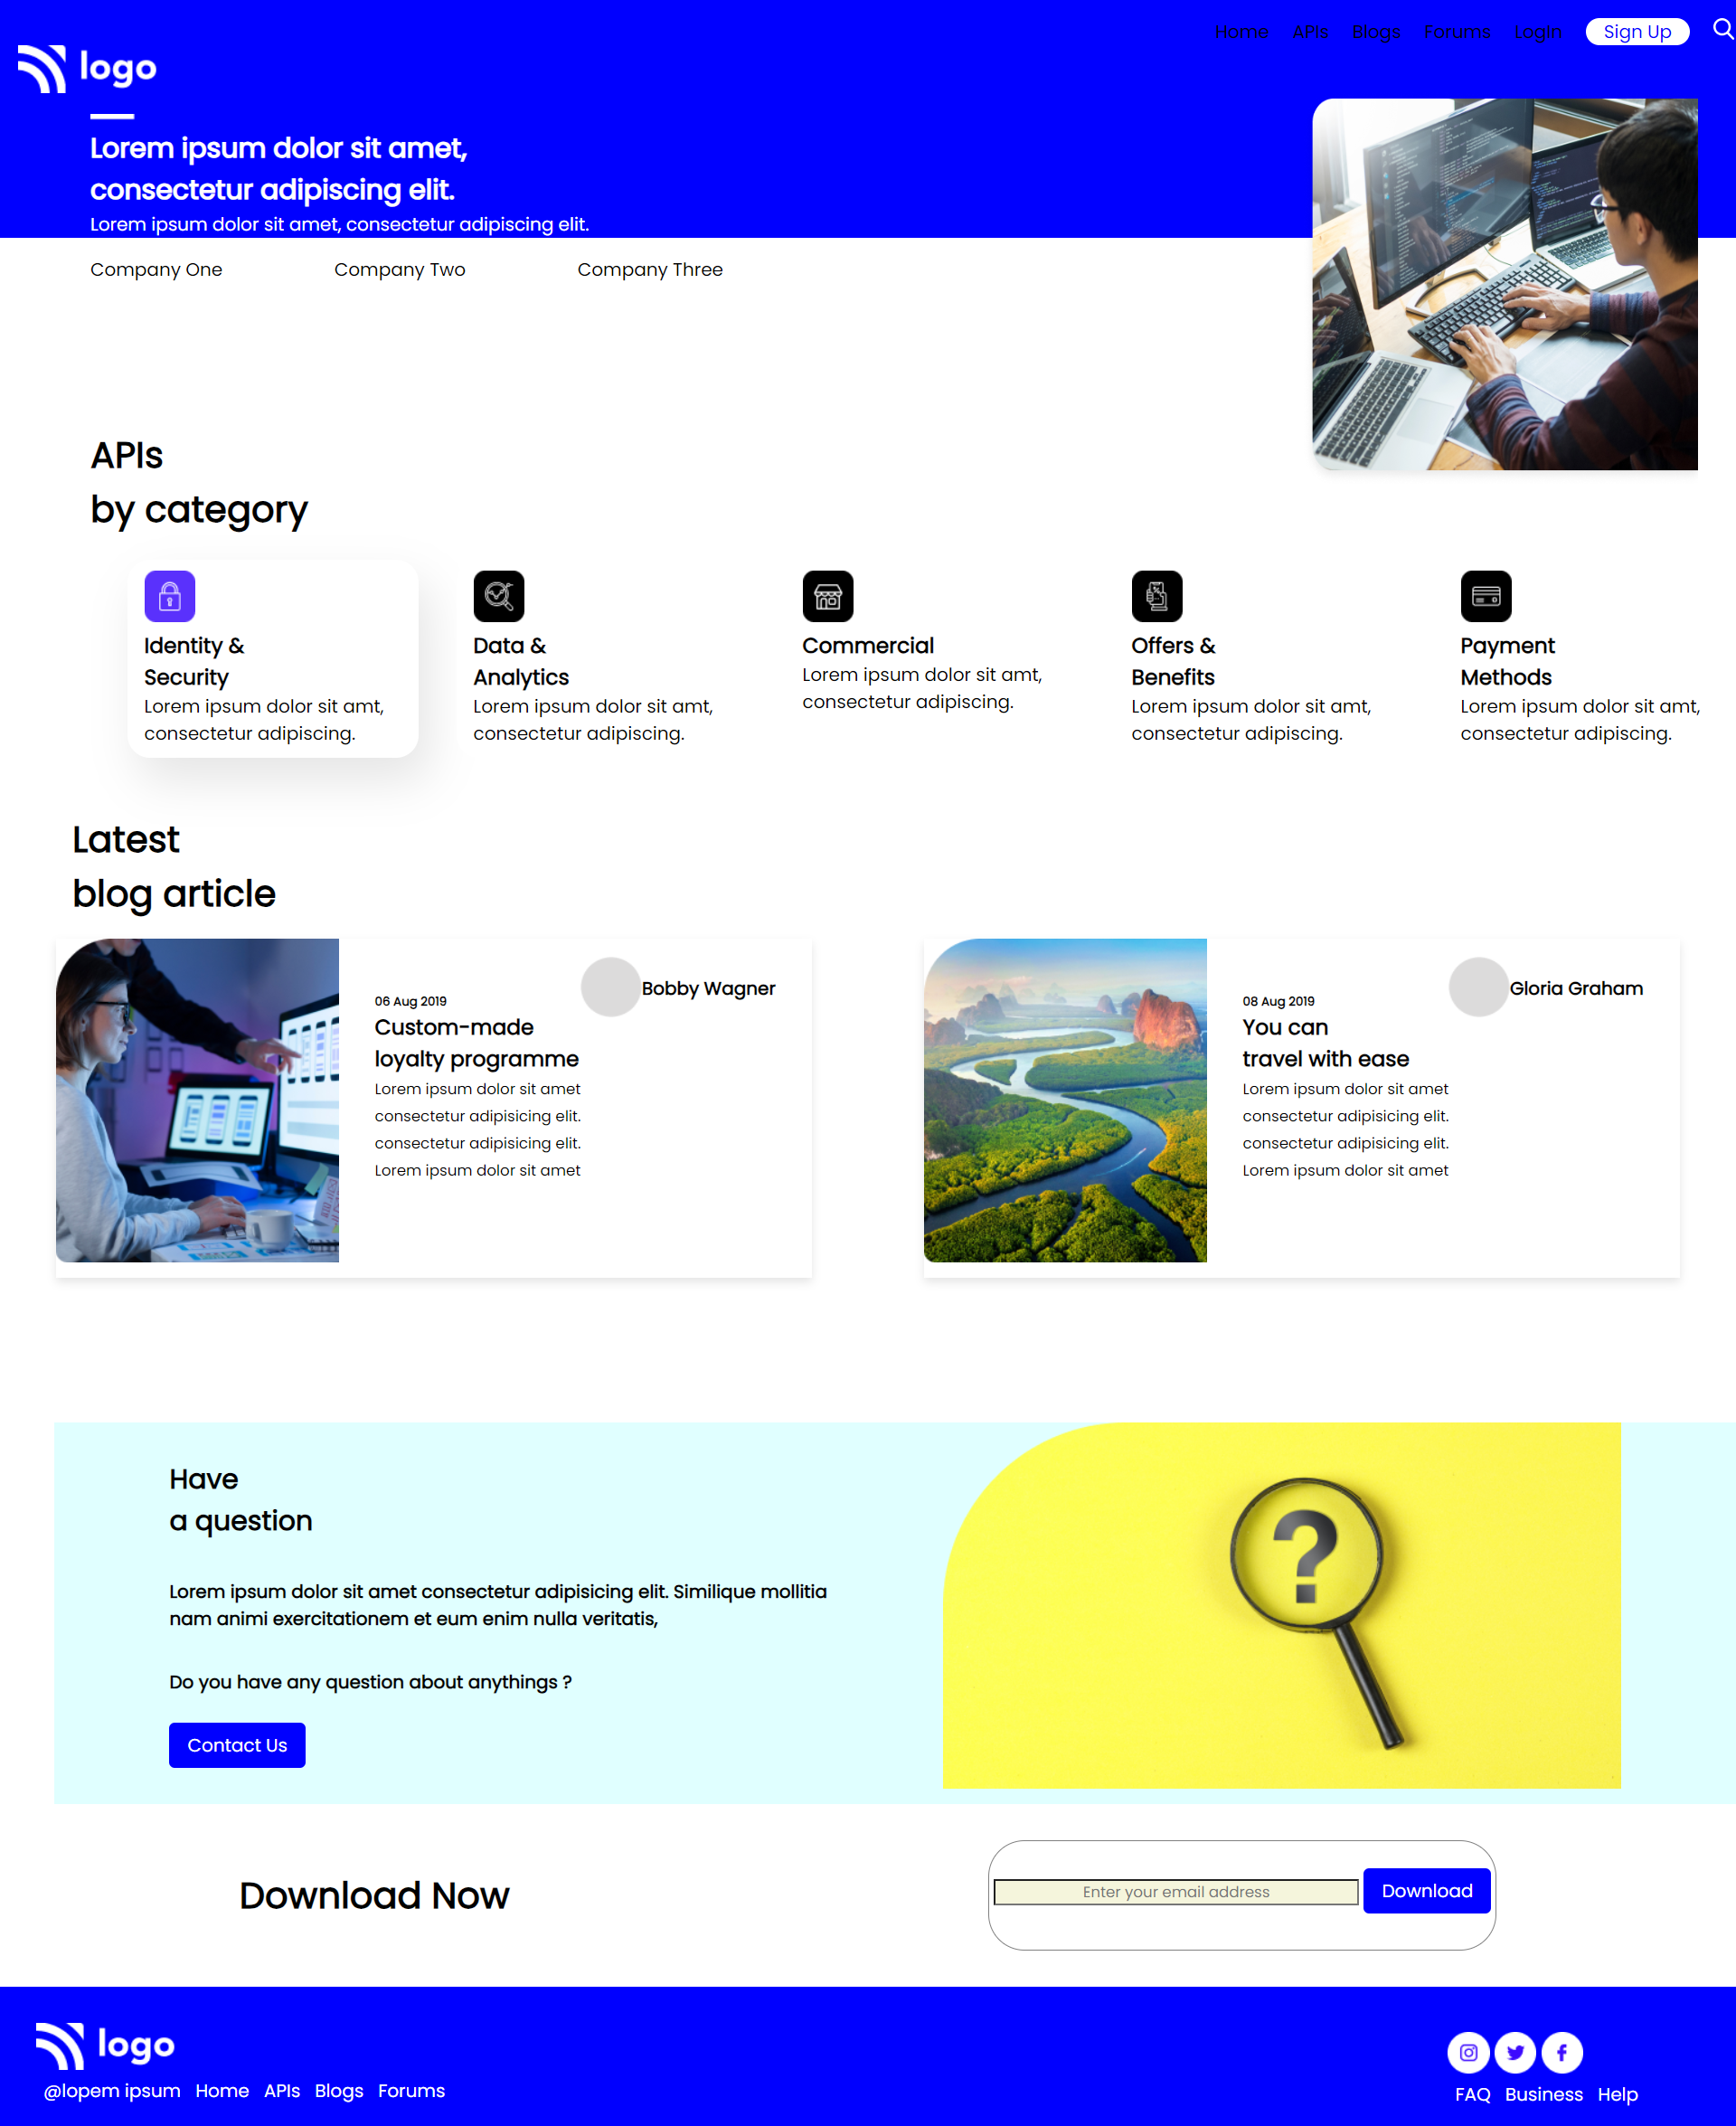 Home APIs Blogs Forums LogIn Sign Up
logo
Lorem ipsum dolor sit amet,
consectetur adipiscing elit.
Lorem ipsum dolor sit amet, consectetur adipiscing elit.
Company One Company Two Company Three
APIs
by category
Identity &
Security
Lorem ipsum dolor sit amt,
consectetur adipiscing.
Data &
Analytics
Lorem ipsum dolor sit amt,
consectetur adipiscing.
Commercial
Lorem ipsum dolor sit amt,
consectetur adipiscing.
Offers &
Benefits
Lorem ipsum dolor sit amt,
consectetur adipiscing.
Payment
Methods
Lorem ipsum dolor sit amt,
consectetur adipiscing.
Latest
blog article
06 Aug 2019
Custom-made
loyalty programme
Lorem ipsum dolor sit amet
consectetur adipisicing elit.
consectetur adipisicing elit.
Lorem ipsum dolor sit amet
Bobby Wagner
08 Aug 2019
You can
travel with ease
Lorem ipsum dolor sit amet
consectetur adipisicing elit.
consectetur adipisicing elit.
Lorem ipsum dolor sit amet
Gloria Graham
Have
a question
Lorem ipsum dolor sit amet consectetur adipisicing elit. Similique mollitia
nam animi exercitationem et eum enim nulla veritatis,
Do you have any question about anythings ?
Contact Us
?
Download Now
Enter your email address
Download
logo
@lopem ipsum Home APIs Blogs Forums
FAQ Business Help